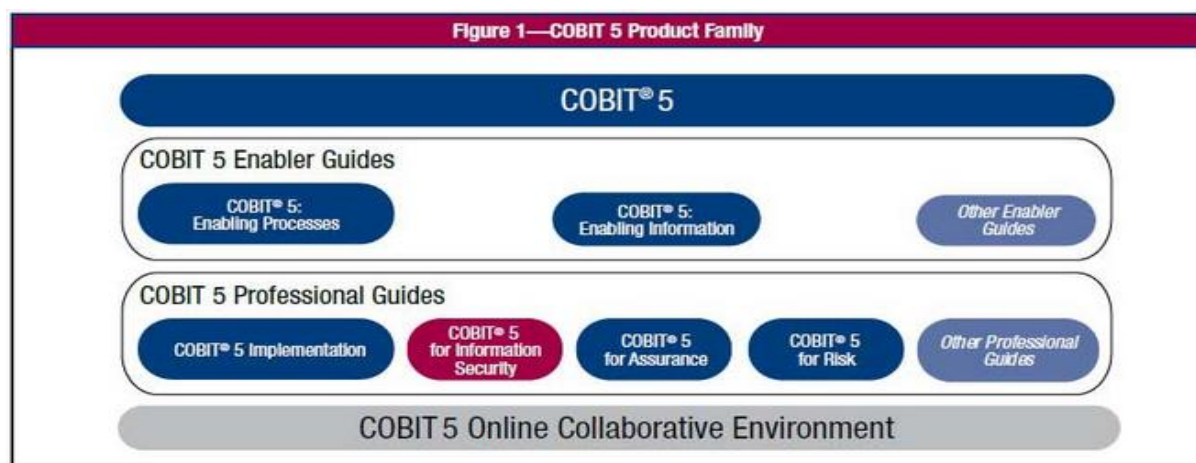 Figure 1—COBIT 5 Product Family
COBIT® 5
COBIT 5 Enabler Guides
COBIT® 5:
Enabling Processes
COBIT® 5:
Enabling Information
Other Enabler
Guides
COBIT 5 Professional Guides
COBIT® 5 Implementation
COBIT® 5
for Information
Security
COBIT® 5
for Assurance
COBIT® 5
for Risk
Other Professional
Guides
COBIT 5 Online Collaborative Environment